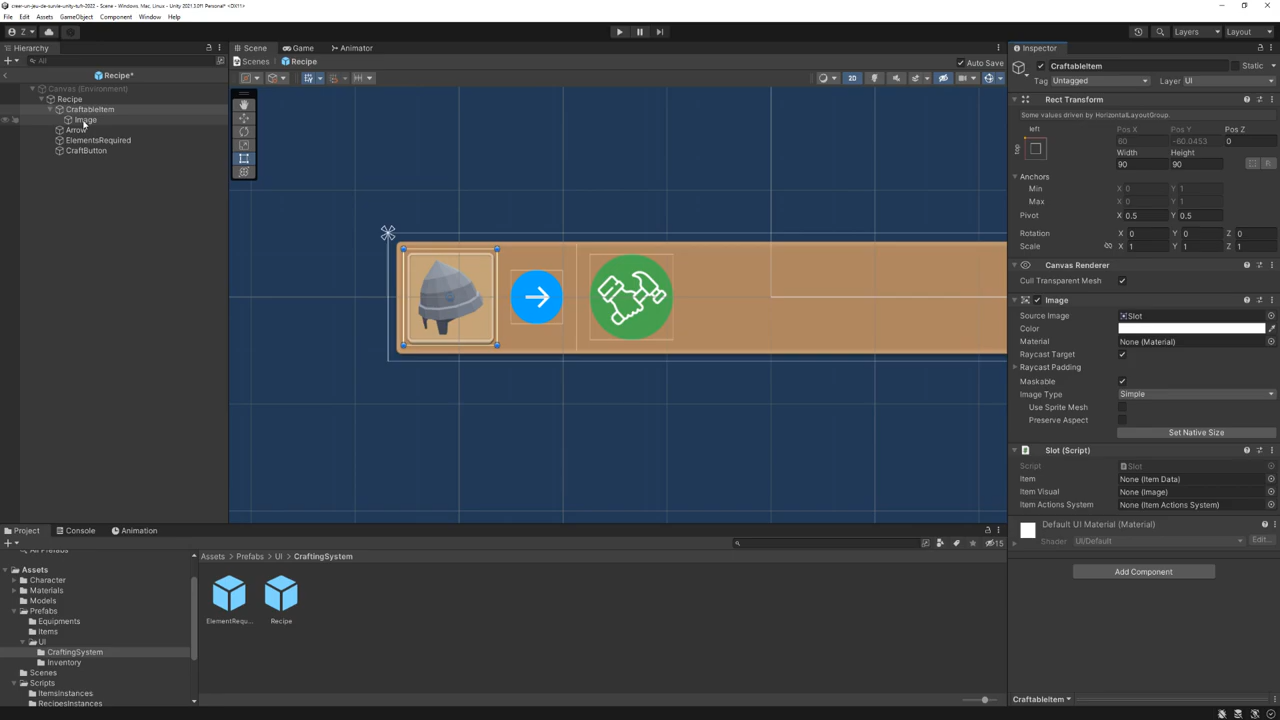 creer-un-jeu-de-survie-unity-tufr-2022 - Scenes - Windows, Mac, Linux - Unity 2021.3.0f1 Personal* <DX11>
File Edit Assets GameObject Component Window Help
Z Layers Layout
Hierarchy Scene Game Animator Inspector
All Scenes Recipe Auto Save CraftableItem Static
Recipe* 2D Tag Untagged Layer UI
Canvas (Environment)
Recipe
CraftableItem
Image
Arrow
ElementsRequired
CraftButton
Rect Transform
Some values driven by HorizontalLayoutGroup.
left Pos X Pos Y Pos Z
top 60 -60.0453 0
Width Height
90 90
Anchors
Min X 0 Y 1
Max X 0 Y 1
Pivot X 0.5 Y 0.5
Rotation X 0 Y 0 Z 0
Scale X 1 Y 1 Z 1
Canvas Renderer
Cull Transparent Mesh
Image
Source Image Slot
Color
Material None (Material)
Raycast Target
Raycast Padding
Maskable
Image Type Simple
Use Sprite Mesh
Preserve Aspect
Set Native Size
Slot (Script)
Script Slot
Item None (Item Data)
Item Visual None (Image)
Item Actions System None (Item Actions System)
Default UI Material (Material)
Shader UI/Default Edit...
Add Component
CraftableItem
Project Console Animation
15
All Prefabs
Assets
Character
Materials
Models
Prefabs
Equipments
Items
UI
CraftingSystem
Inventory
Scenes
Scripts
ItemsInstances
RecipesInstances
Assets Prefabs UI CraftingSystem
ElementRequ... Recipe